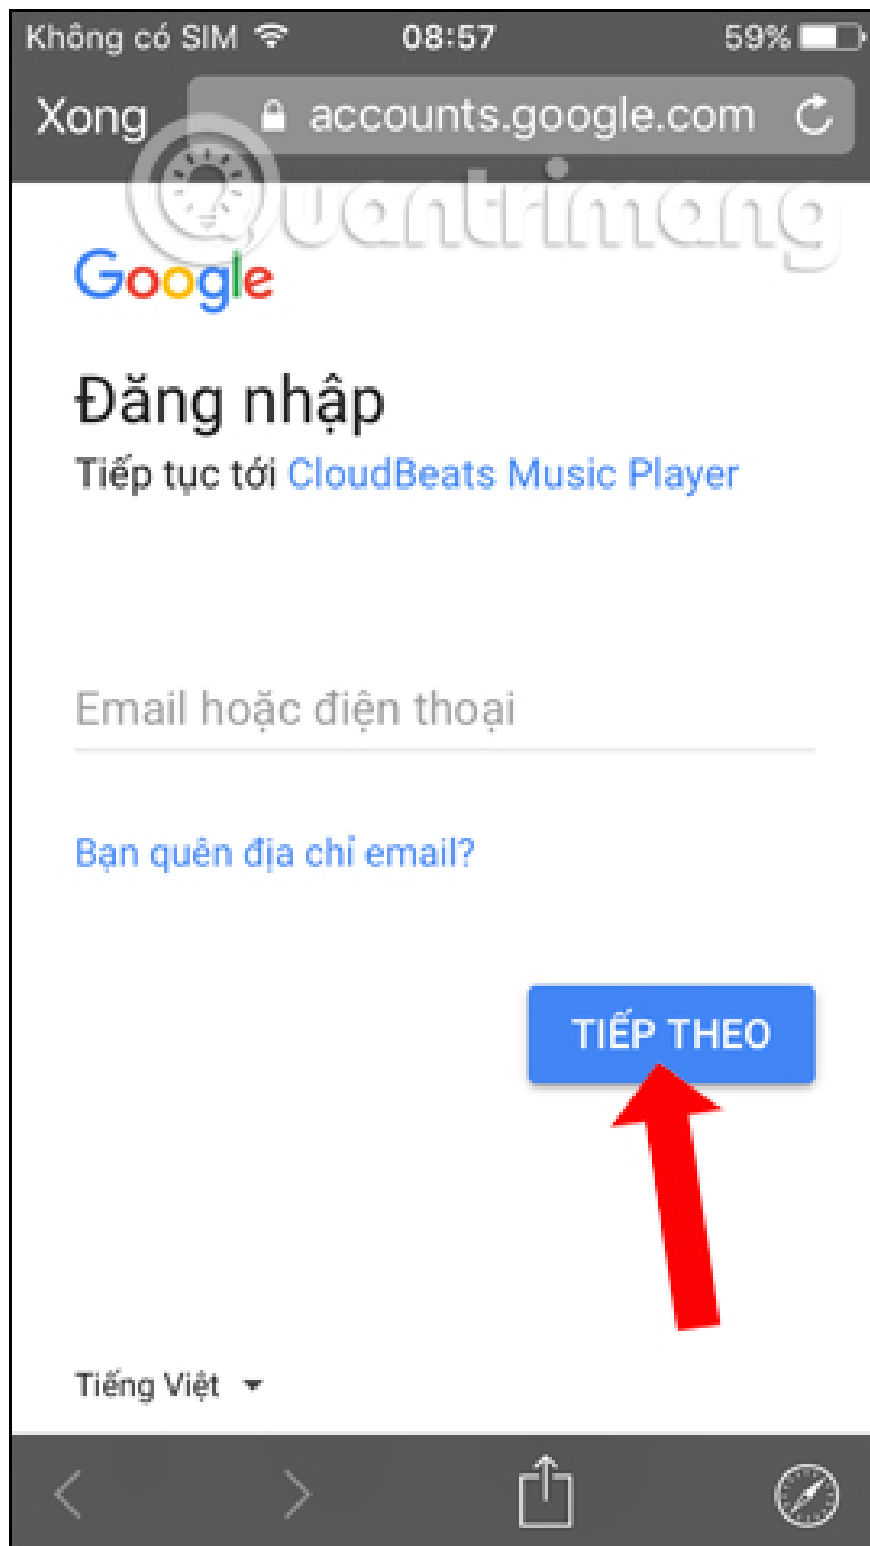 Không có SIM 08:57 59%
Xong accounts.google.com
Quantrimang
Google
Đăng nhập
Tiếp tục tới CloudBeats Music Player
Email hoặc điện thoại
Bạn quên địa chỉ email?
TIẾP THEO
Tiếng Việt